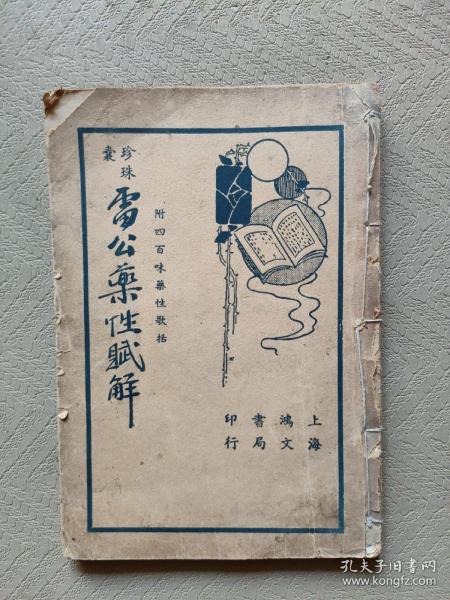 上海
鴻文
書局
印行
附四百味藥性歌括
珍珠
囊
雷公藥性賦解
孔夫子旧书网
www.kongfz.com